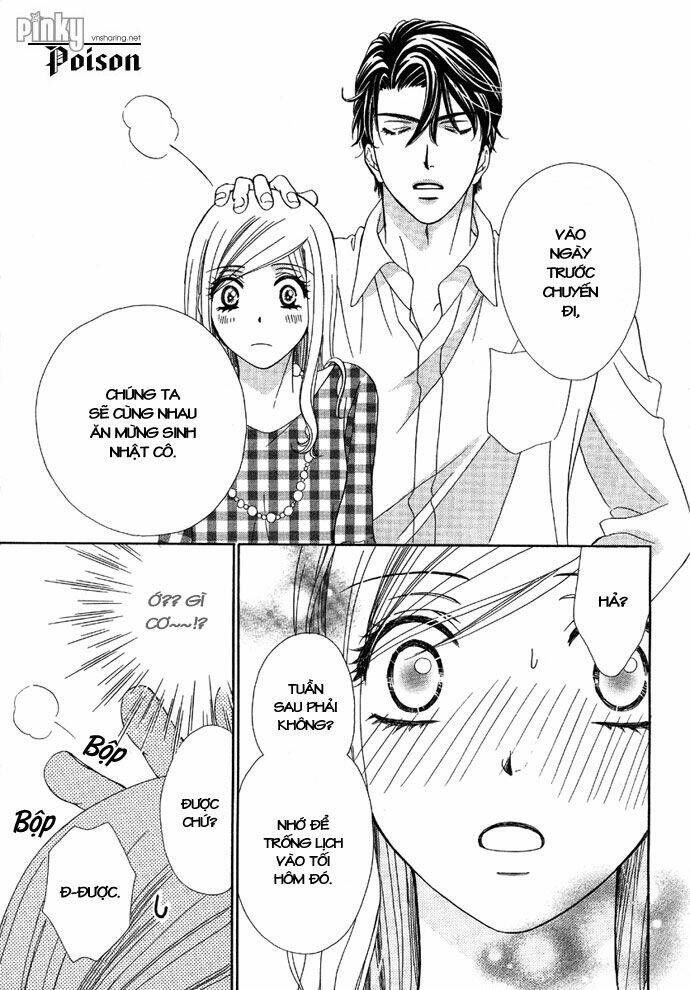 Pinky
vnsharing.net
Poison
VÀO
NGÀY
TRƯỚC
CHUYẾN
ĐI,
CHÚNG TA
SẼ CÙNG NHAU
ĂN MỪNG SINH
NHẬT CÔ.
HẢ?
TUẦN
SAU PHẢI
KHÔNG?
NHỚ ĐỂ
TRỐNG LỊCH
VÀO TỐI
HÔM ĐÓ.
Ớ?? GÌ
CƠ~~!?
BỘP
BỘP
ĐƯỢC
CHỨ?
Đ-ĐƯỢC.